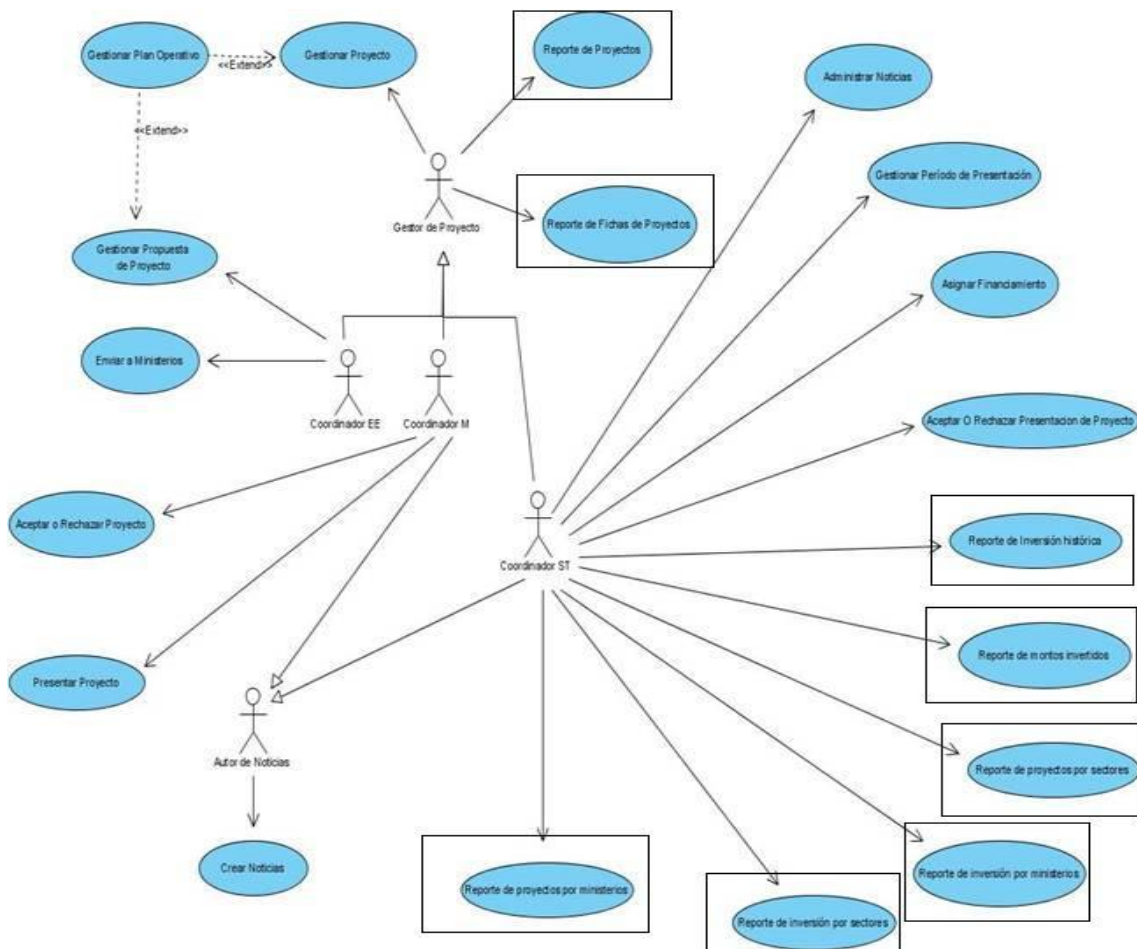 Gestionar Plan Operativo
<<Extend>>
Gestionar Proyecto
Reporte de Proyectos
Administrar Noticias
<<Extend>>
Gestionar Período de Presentación
Gestor de Proyecto
Reporte de Fichas de Proyectos
Gestionar Propuesta
de Proyecto
Asignar Financiamiento
Enviar a Ministerios
Coordinador EE
Coordinador M
Aceptar O Rechazar Presentacion de Proyecto
Aceptar o Rechazar Proyecto
Coordinador ST
Reporte de Inversión histórica
Reporte de montos invertidos
Presentar Proyecto
Autor de Noticias
Reporte de proyectos por sectores
Crear Noticias
Reporte de proyectos por ministerios
Reporte de inversión por ministerios
Reporte de inversión por sectores